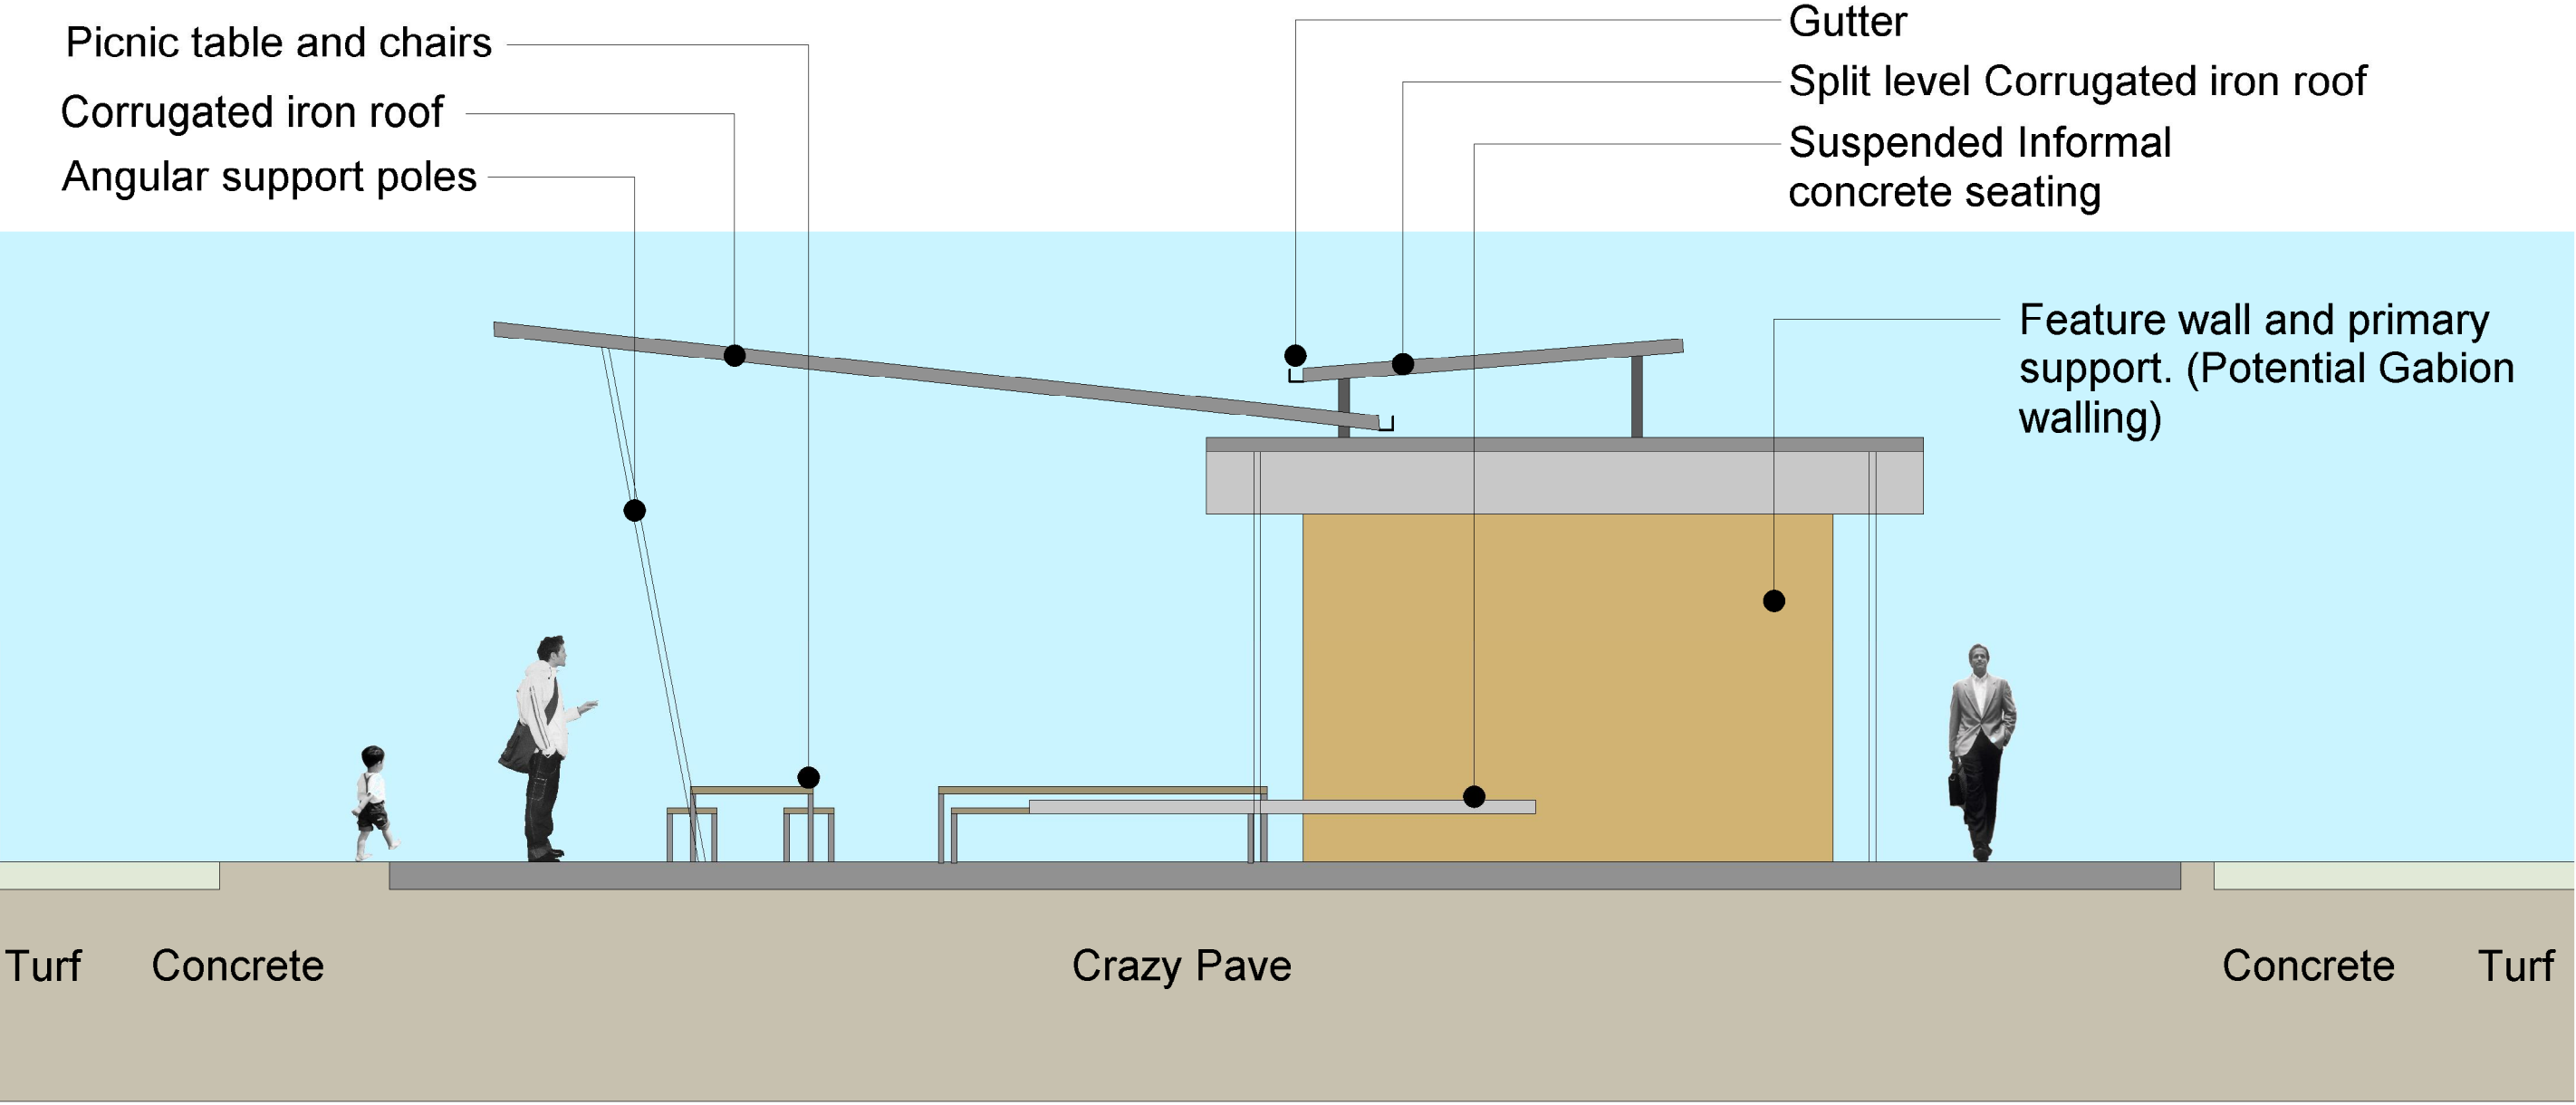 Picnic table and chairs
Corrugated iron roof
Angular support poles
Gutter
Split level Corrugated iron roof
Suspended Informal
concrete seating
Feature wall and primary
support. (Potential Gabion
walling)
Turf
Concrete
Crazy Pave
Concrete
Turf